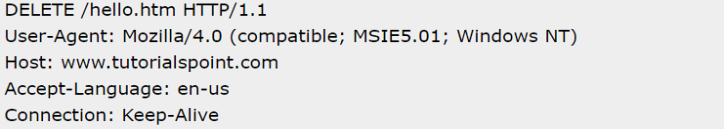 DELETE /hello.htm HTTP/1.1
User-Agent: Mozilla/4.0 (compatible; MSIE5.01; Windows NT)
Host: www.tutorialspoint.com
Accept-Language: en-us
Connection: Keep-Alive